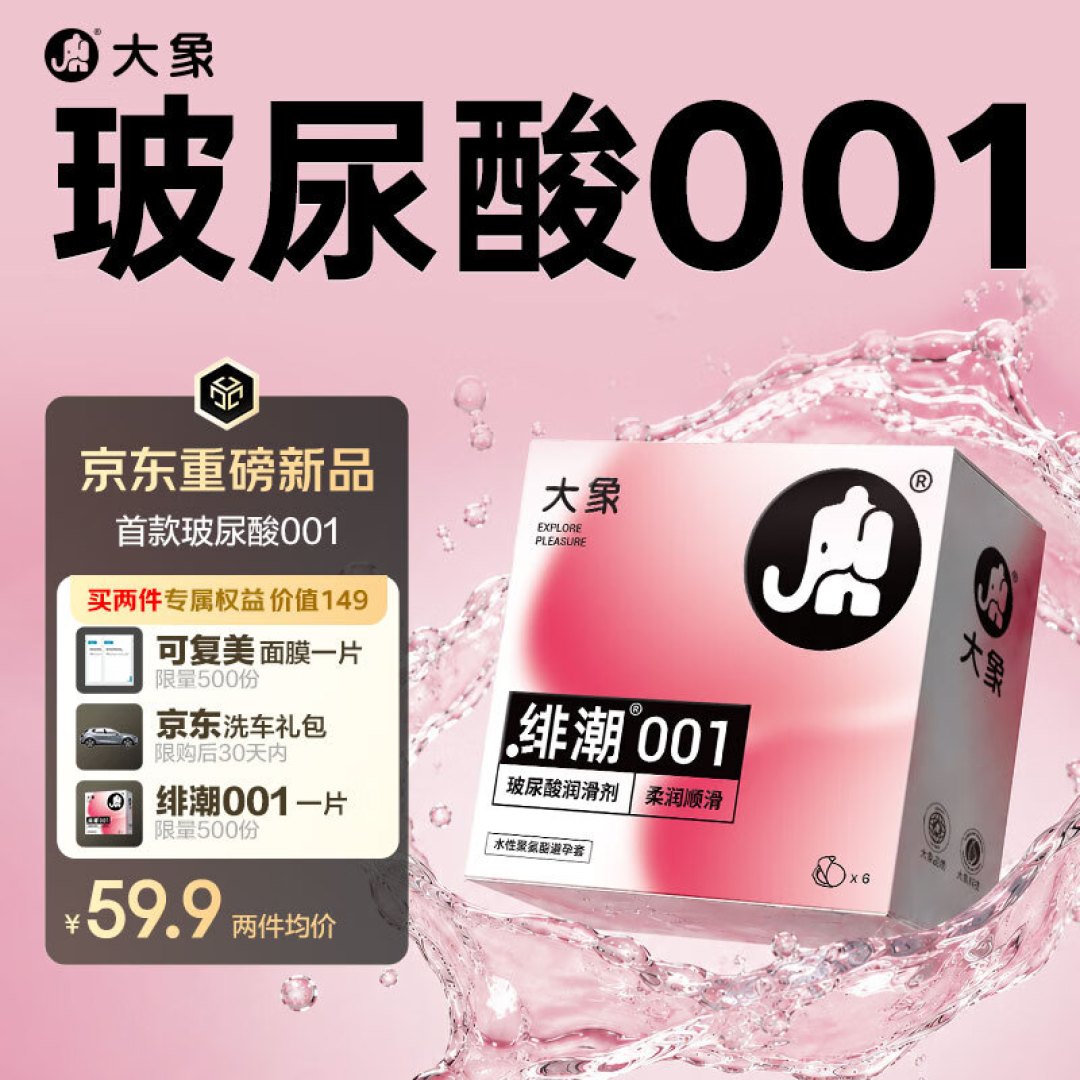 大象
玻尿酸001
京东重磅新品
首款玻尿酸001
买两件专属权益 价值149
可复美 面膜一片
限量500份
京东洗车礼包
限购后30天内
绯潮001一片
限量500份
¥59.9 两件均价
大象
EXPLORE
PLEASURE
®
.绯潮®001
玻尿酸润滑剂 柔润顺滑
水性聚氨酯避孕套
x 6
大象
大象品质